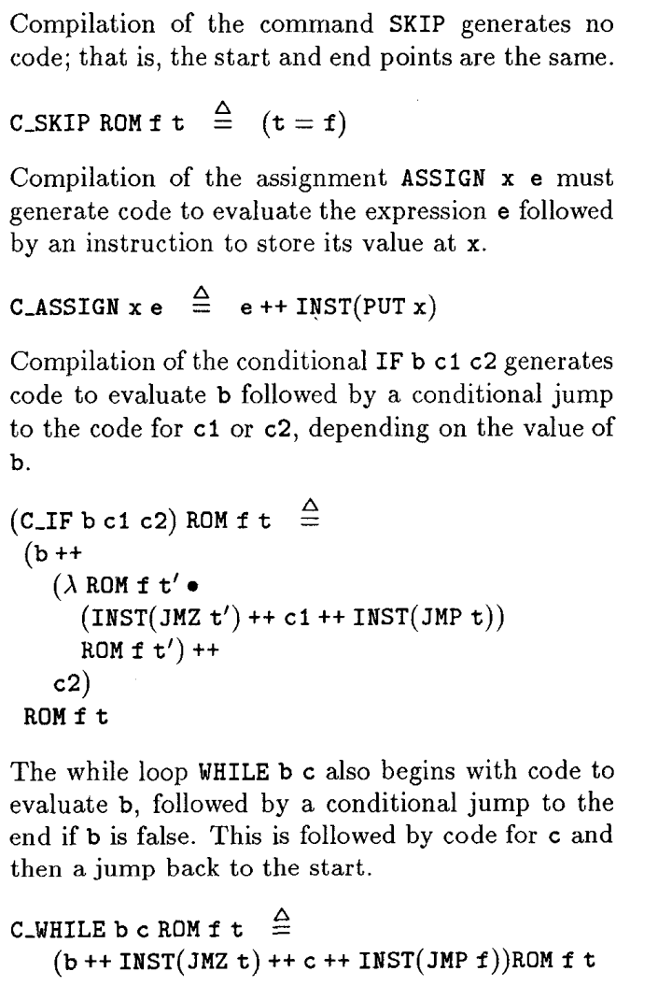 Compilation of the command SKIP generates no
code; that is, the start and end points are the same.
C_SKIP ROM f t ≜ (t = f)
Compilation of the assignment ASSIGN x e must
generate code to evaluate the expression e followed
by an instruction to store its value at x.
C_ASSIGN x e ≜ e ++ INST(PUT x)
Compilation of the conditional IF b c1 c2 generates
code to evaluate b followed by a conditional jump
to the code for c1 or c2, depending on the value of
b.
(C_IF b c1 c2) ROM f t ≜
(b ++
(λ ROM f t′ •
(INST(JMZ t′) ++ c1 ++ INST(JMP t))
ROM f t′) ++
c2)
ROM f t
The while loop WHILE b c also begins with code to
evaluate b, followed by a conditional jump to the
end if b is false. This is followed by code for c and
then a jump back to the start.
C_WHILE b c ROM f t ≜
(b ++ INST(JMZ t) ++ c ++ INST(JMP f))ROM f t